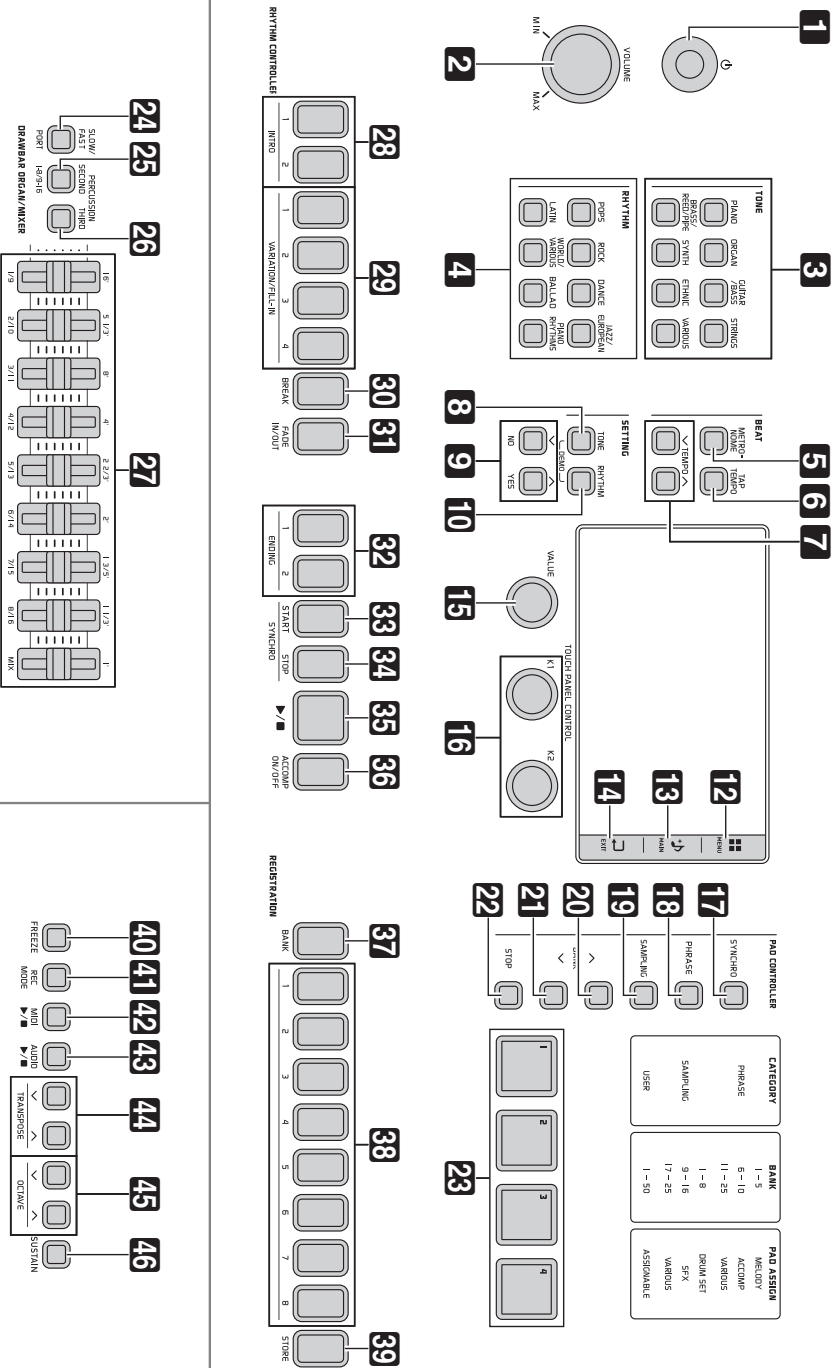 1
2
VOLUME
MIN
MAX
3
TONE
PIANO
ORGAN
GUITAR
/BASS
STRINGS
BRASS/
REED/PIPE
SYNTH
ETHNIC
VARIOUS
4
RHYTHM
POPS
ROCK
DANCE
JAZZ/
EUROPEAN
LATIN
WORLD/
VARIOUS
BALLAD
PIANO
RHYTHMS
BEAT
METRO-
NOME
TAP
TEMPO
5
6
TEMPO
7
SETTING
TONE
RHYTHM
DEMO
NO
YES
8
9
10
MENU
MAIN
EXIT
12
13
14
VALUE
15
TOUCH PANEL CONTROL
K1
K2
16
PAD CONTROLLER
SYNCHRO
PHRASE
SAMPLING
BANK
STOP
17
18
19
20
21
22
CATEGORY
BANK
PAD ASSIGN
PHRASE
1 – 5
MELODY
6 – 10
ACCOMP
11 – 25
VARIOUS
SAMPLING
1 – 8
DRUM SET
9 – 16
SFX
17 – 25
VARIOUS
USER
1 – 50
ASSIGNABLE
1
2
3
4
23
28
29
30
31
32
33
34
35
36
37
38
39
RHYTHM CONTROLLER
1
2
INTRO
1
2
3
4
VARIATION/FILL-IN
BREAK
FADE
IN/OUT
1
2
ENDING
START
STOP
SYNCHRO
▶/■
ACCOMP
ON/OFF
REGISTRATION
BANK
1
2
3
4
5
6
7
8
STORE
24
25
26
27
SLOW/
FAST
PORT
PERCUSSION
SECOND
THIRD
1-8/9-16
DRAWBAR ORGAN/MIXER
16'
5 1/3'
8'
4'
2 2/3'
2'
1 3/5'
1 1/3'
1'
1/9
2/10
3/11
4/12
5/13
6/14
7/15
8/16
MIX
40
41
42
43
44
45
46
FREEZE
REC
MODE
MIDI
▶/■
AUDIO
▶/■
TRANSPOSE
OCTAVE
SUSTAIN